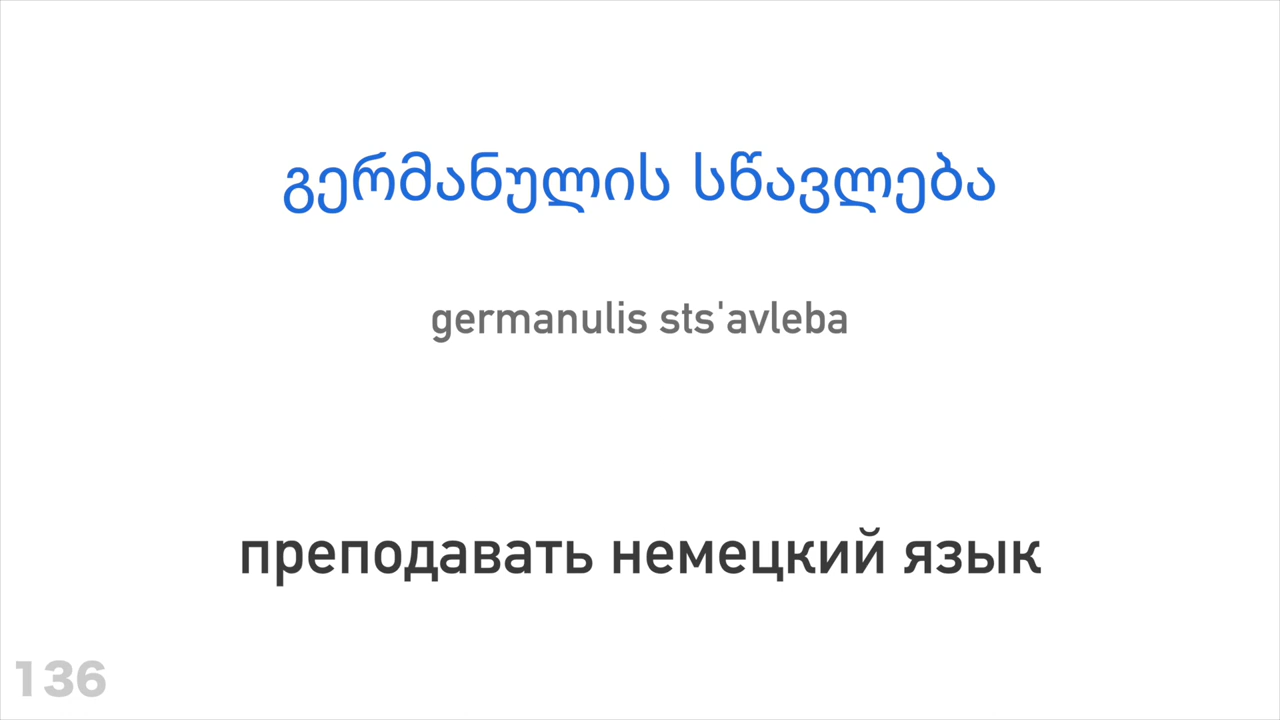 გერმანულის სწავლება
germanulis sts'avleba
преподавать немецкий язык
136